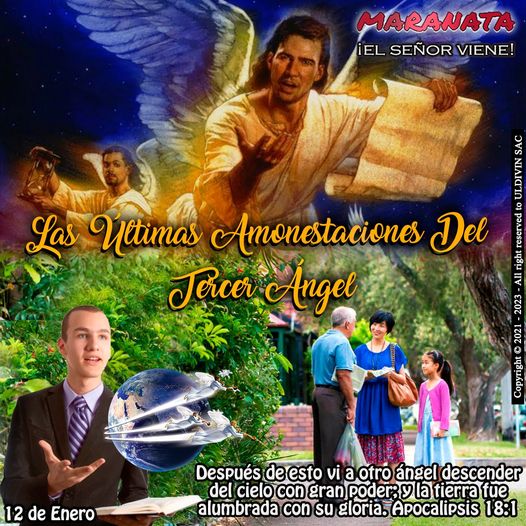 MARANATA
¡EL SEÑOR VIENE!
Las Últimas Amonestaciones Del
Tercer Ángel
Copyright © 2021 - 2023 - All right reserved to ULDIVIN SAC
Después de esto vi a otro ángel descender
del cielo con gran poder; y la tierra fue
alumbrada con su gloria. Apocalipsis 18:1
12 de Enero